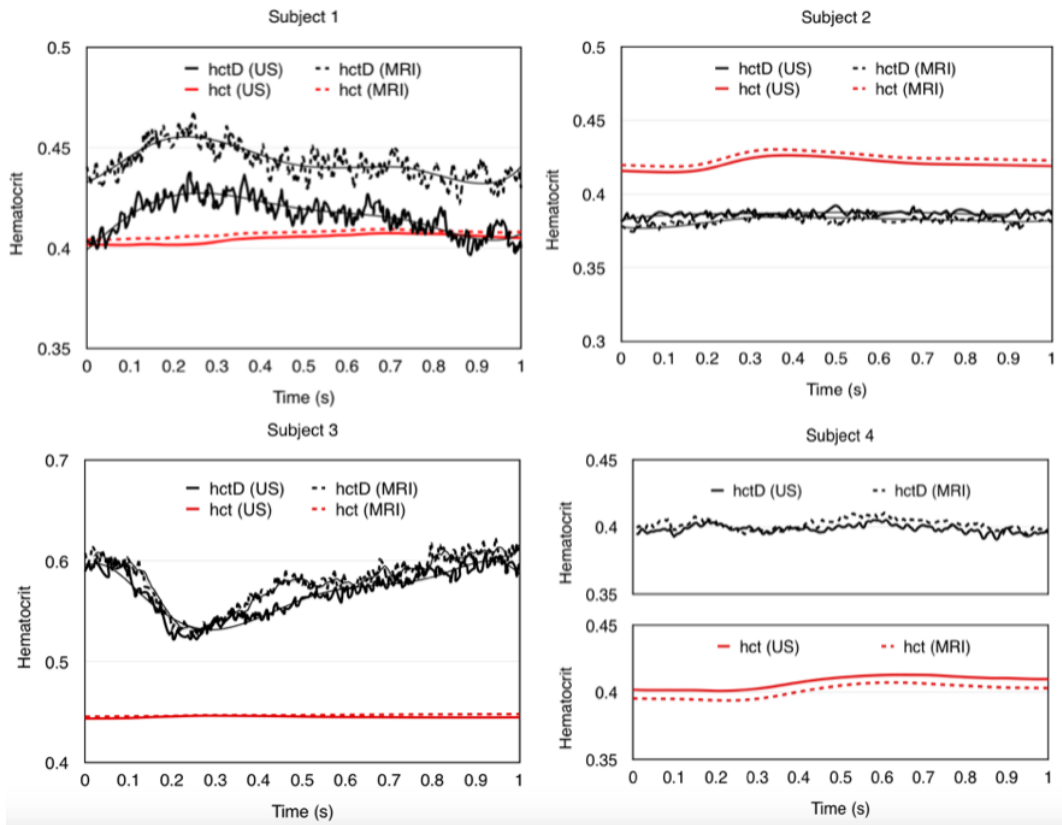 Subject 1
0.5
0.45
0.4
0.35
Hematocrit
hctD (US) hctD (MRI)
hct (US) hct (MRI)
0 0.1 0.2 0.3 0.4 0.5 0.6 0.7 0.8 0.9 1
Time (s)
Subject 2
0.5
0.45
0.4
0.35
0.3
Hematocrit
hctD (US) hctD (MRI)
hct (US) hct (MRI)
0 0.1 0.2 0.3 0.4 0.5 0.6 0.7 0.8 0.9 1
Time (s)
Subject 3
0.7
0.6
0.5
0.4
Hematocrit
hctD (US) hctD (MRI)
hct (US) hct (MRI)
0 0.1 0.2 0.3 0.4 0.5 0.6 0.7 0.8 0.9 1
Time (s)
Subject 4
0.45
0.4
0.35
Hematocrit
hctD (US) hctD (MRI)
0.45
0.4
0.35
Hematocrit
hct (US) hct (MRI)
0 0.1 0.2 0.3 0.4 0.5 0.6 0.7 0.8 0.9 1
Time (s)